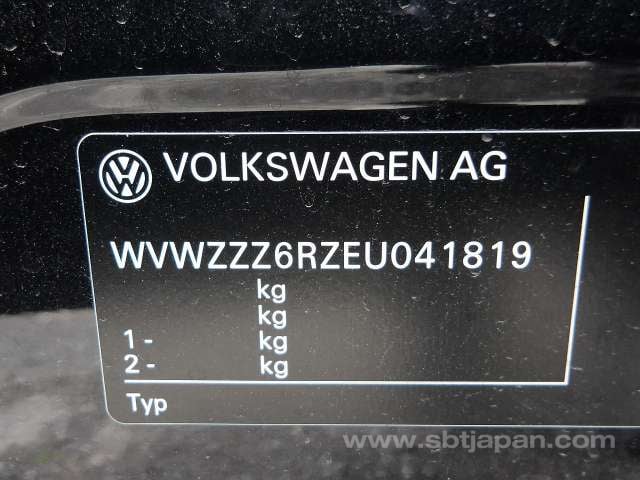 VOLKSWAGEN AG
WVWZZZ6RZEU041819
kg
kg
1 - kg
2 - kg
Typ
www.sbtjapan.com